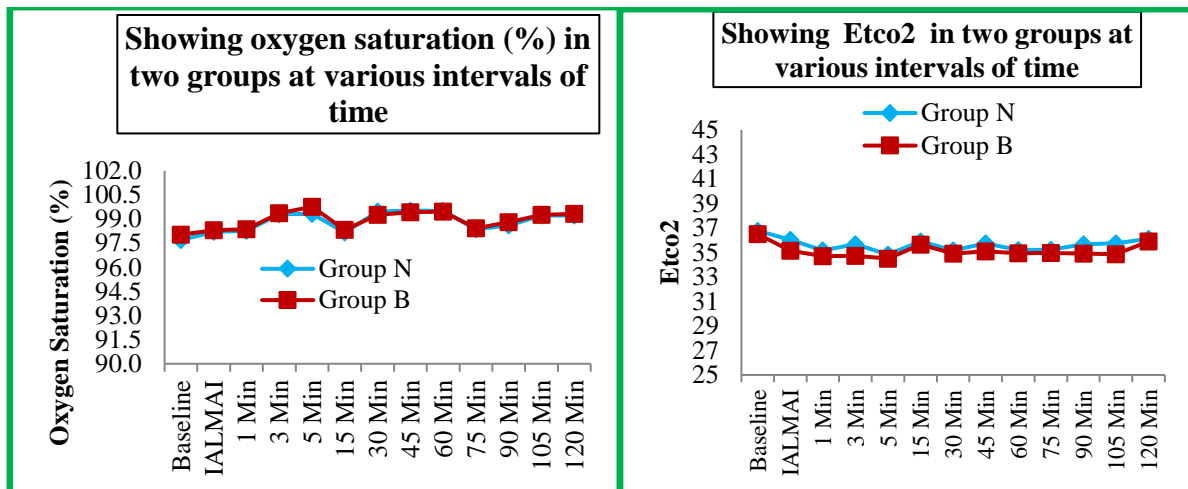 Showing oxygen saturation (%) in
two groups at various intervals of
time
Oxygen Saturation (%)
102.0
100.5
99.0
97.5
96.0
94.5
93.0
91.5
90.0
Group N
Group B
Baseline
IALMAI
1 Min
3 Min
5 Min
15 Min
30 Min
45 Min
60 Min
75 Min
90 Min
105 Min
120 Min
Showing Etco2 in two groups at
various intervals of time
Group N
Group B
Etco2
45
43
41
39
37
35
33
31
29
27
25
Baseline
IALMAI
1 Min
3 Min
5 Min
15 Min
30 Min
45 Min
60 Min
75 Min
90 Min
105 Min
120 Min